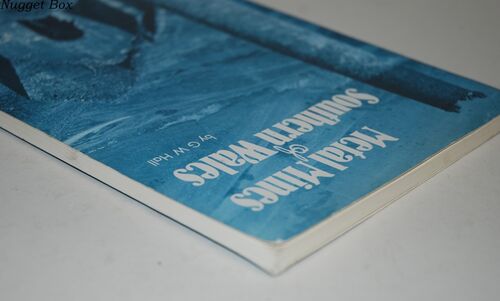 Nugget Box
Metal Mines
of
Southern Wales
by G W Hall